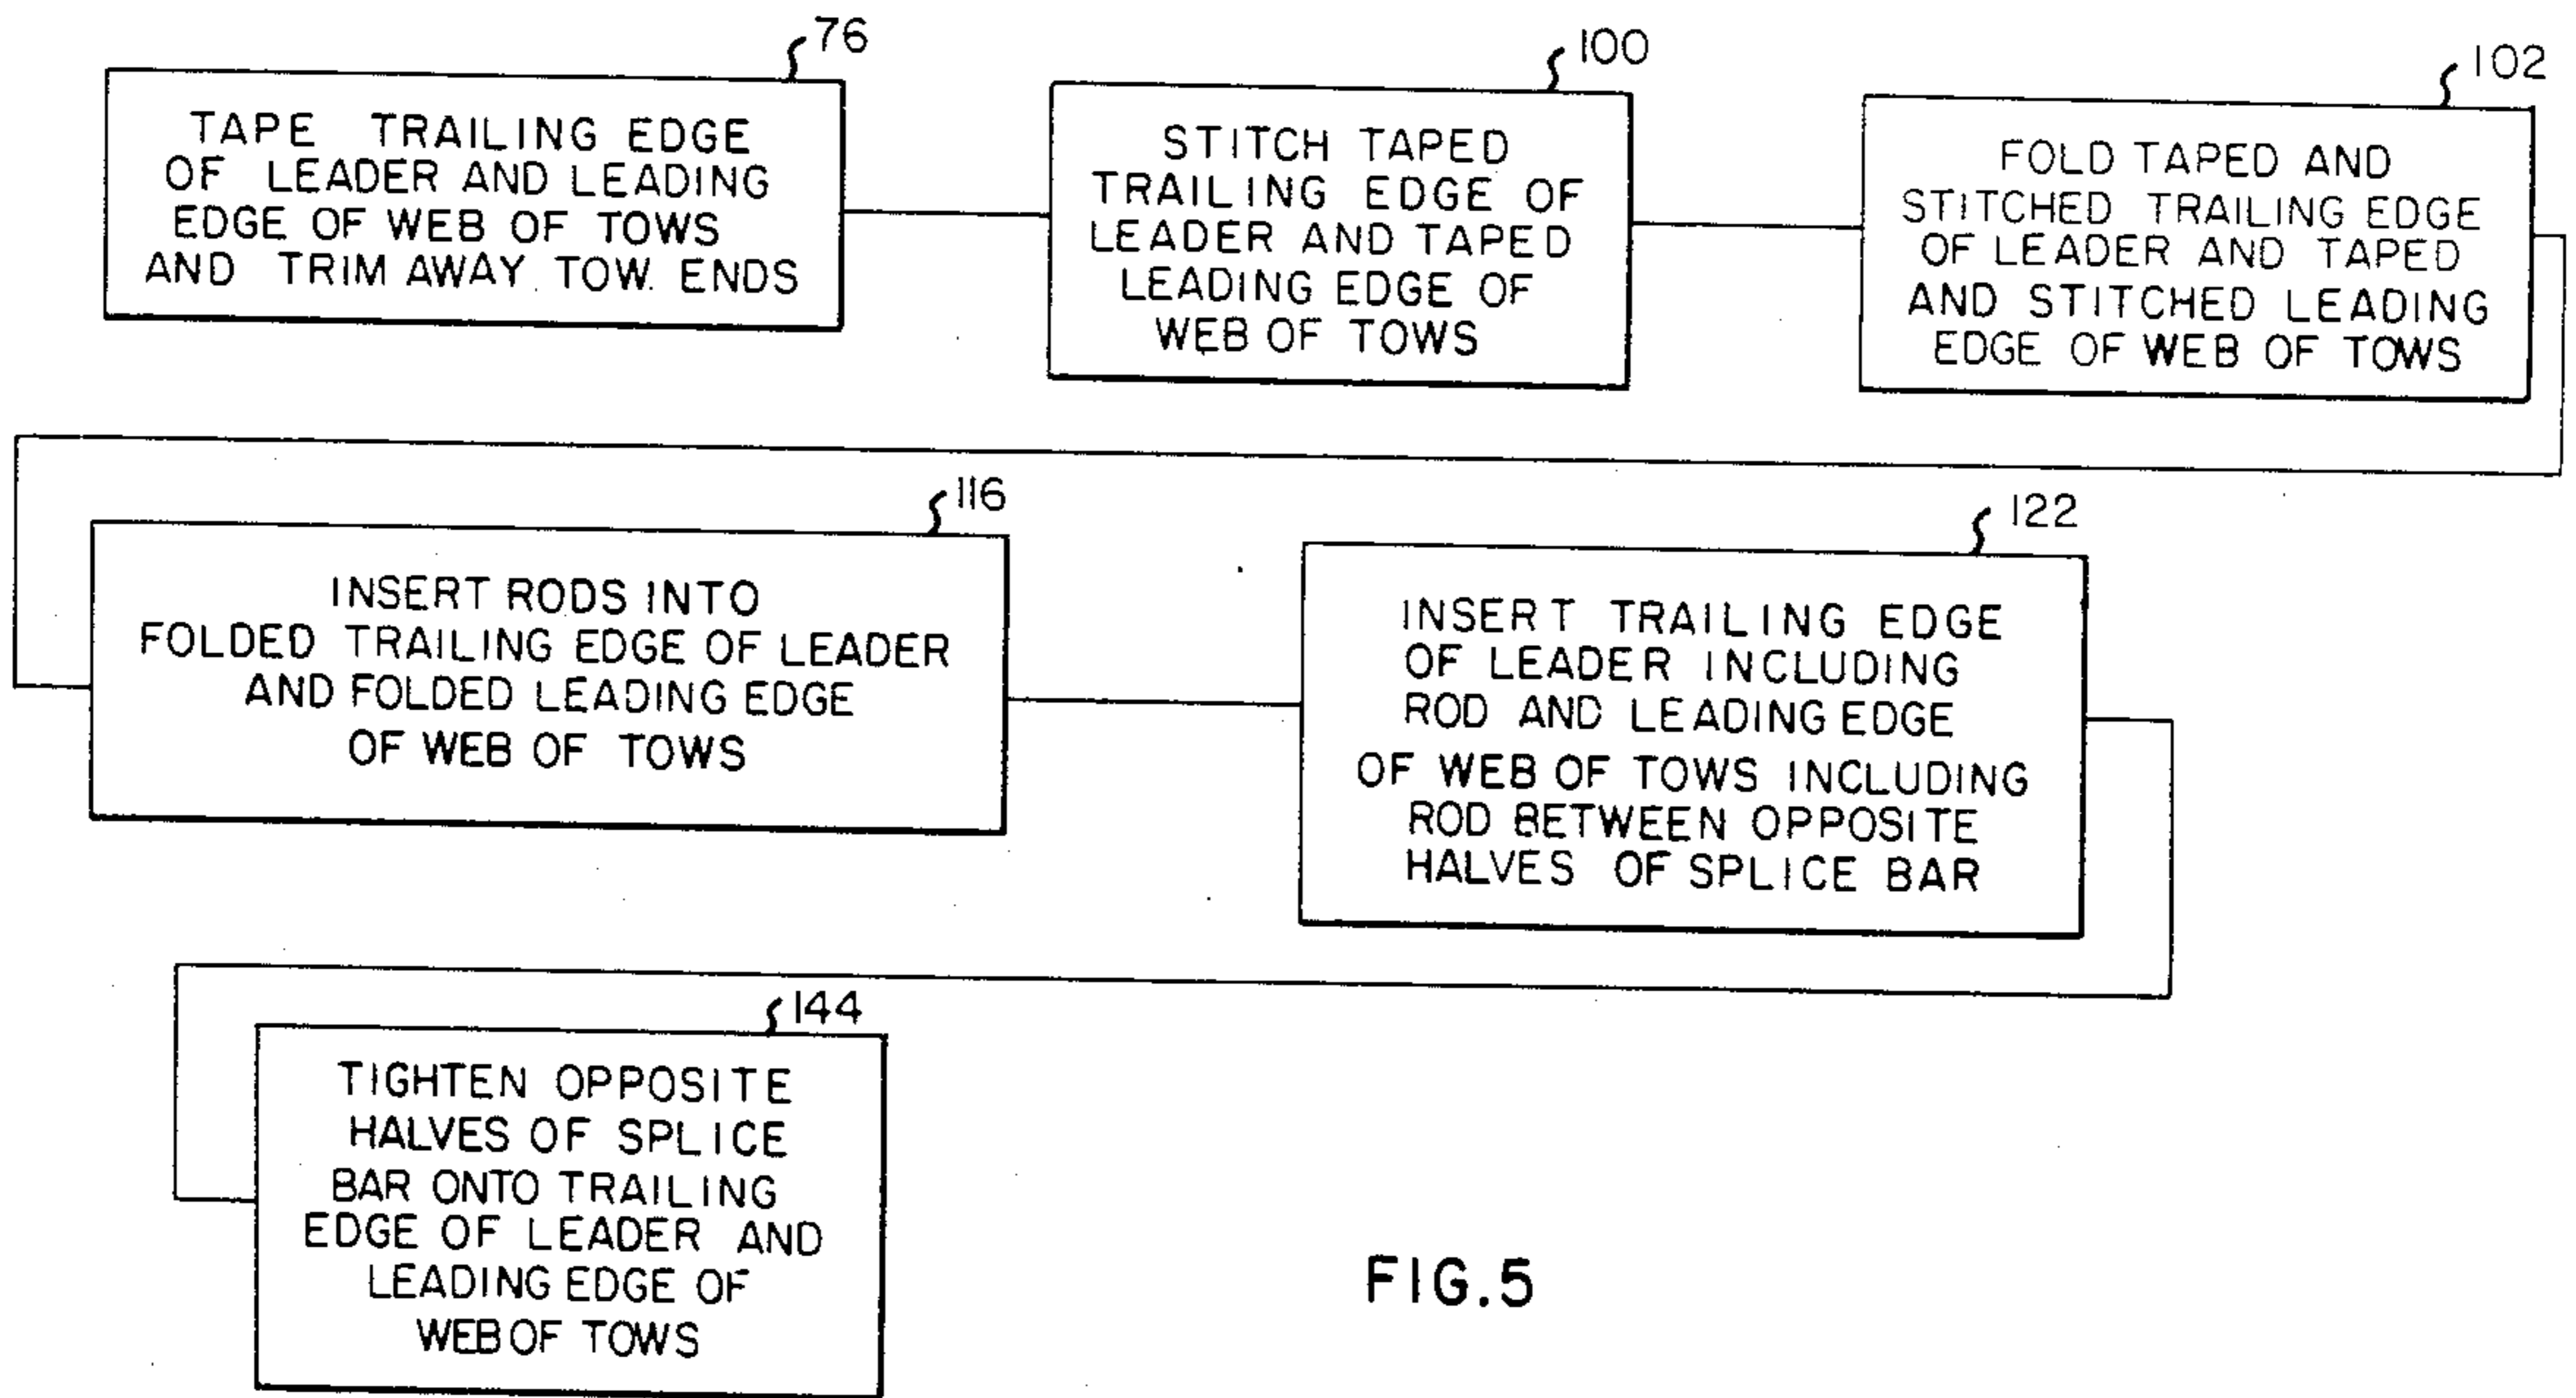 76
TAPE TRAILING EDGE
OF LEADER AND LEADING
EDGE OF WEB OF TOWS
AND TRIM AWAY TOW ENDS
100
STITCH TAPED
TRAILING EDGE OF
LEADER AND TAPED
LEADING EDGE OF
WEB OF TOWS
102
FOLD TAPED AND
STITCHED TRAILING EDGE
OF LEADER AND TAPED
AND STITCHED LEADING
EDGE OF WEB OF TOWS
116
INSERT RODS INTO
FOLDED TRAILING EDGE OF LEADER
AND FOLDED LEADING EDGE
OF WEB OF TOWS
122
INSERT TRAILING EDGE
OF LEADER INCLUDING
ROD AND LEADING EDGE
OF WEB OF TOWS INCLUDING
ROD BETWEEN OPPOSITE
HALVES OF SPLICE BAR
144
TIGHTEN OPPOSITE
HALVES OF SPLICE
BAR ONTO TRAILING
EDGE OF LEADER AND
LEADING EDGE OF
WEB OF TOWS
FIG.5